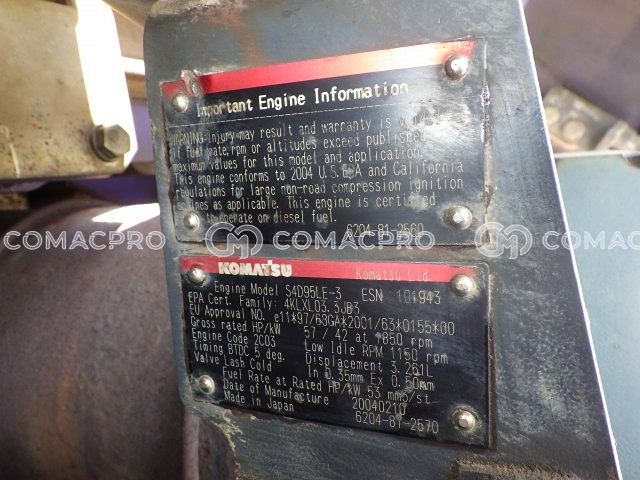 Important Engine Information
WARNING: Injury may result and warranty is voided
if fuel rate, rpm or altitudes exceed published
maximum values for this model and application.
This engine conforms to 2004 U.S.EPA and California
regulations for large non-road compression ignition
engines as applicable. This engine is certified
to operate on diesel fuel.
6204-81-2560
COMACPRO COMACPRO COMACPRO
KOMATSU Komatsu Ltd.
Engine Model S4D95LE-3 ESN 101943
EPA Cert. Family: 4KLXL03.3JB3
EU Approval NO. e11*97/68GA*2001/63*0155*00
Gross rated HP/kW 57 / 42 at 1850 rpm
Engine Code 2C03 Low Idle RPM 1150 rpm
Timing BTDC 5 deg. Displacement 3.261L
Valve Lash Cold In 0.35mm Ex 0.50mm
Fuel Rate at Rated HP/kW 53 mm3/st
Date of Manufacture 20040210
Made in Japan 6204-81-2570